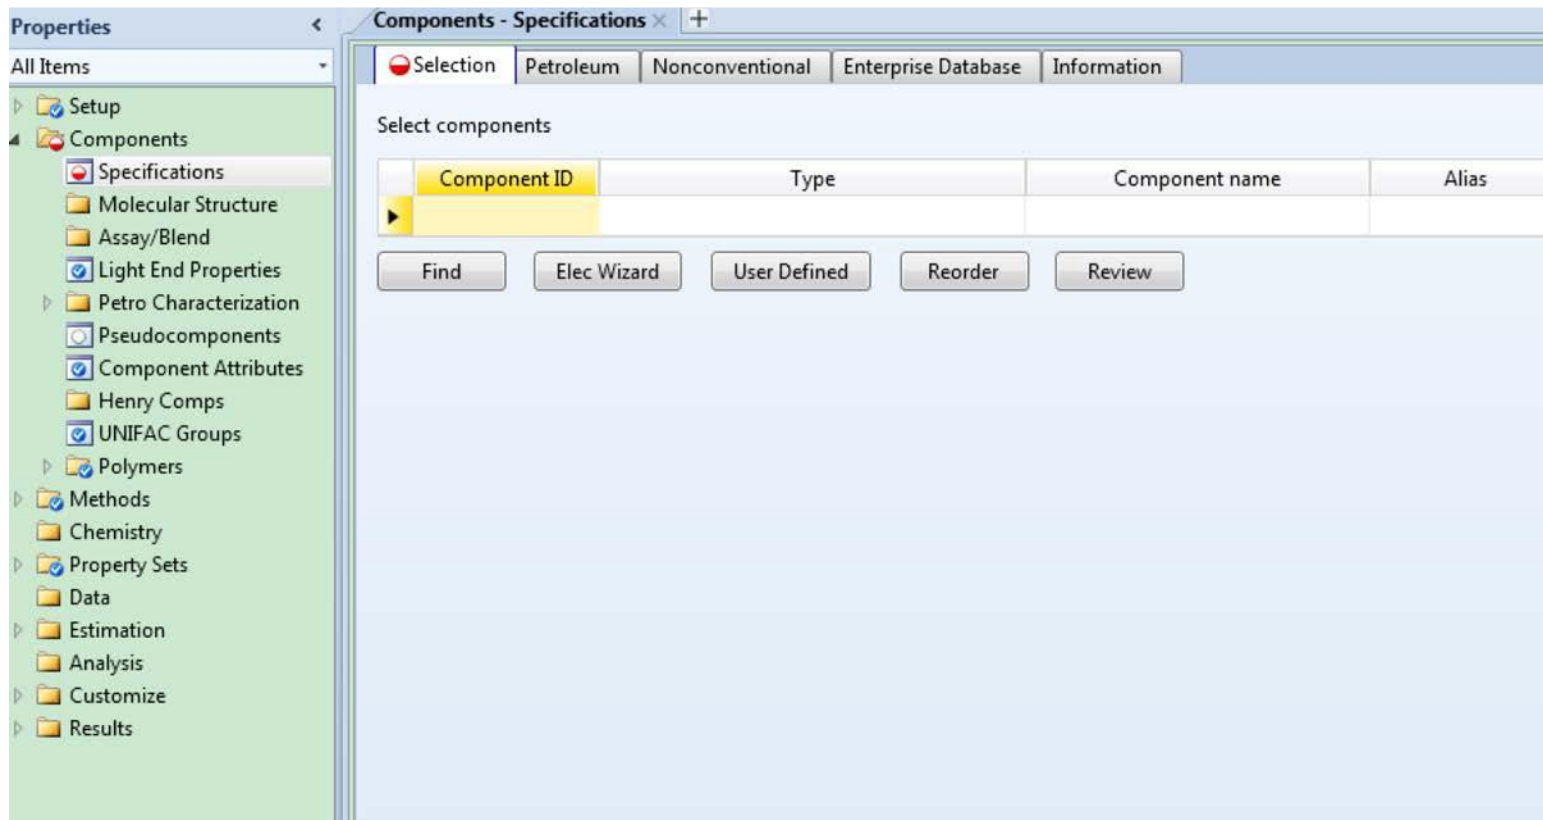 Properties
All Items
Setup
Components
Specifications
Molecular Structure
Assay/Blend
Light End Properties
Petro Characterization
Pseudocomponents
Component Attributes
Henry Comps
UNIFAC Groups
Polymers
Methods
Chemistry
Property Sets
Data
Estimation
Analysis
Customize
Results
Components - Specifications
Selection Petroleum Nonconventional Enterprise Database Information
Select components
Component ID Type Component name Alias
Find Elec Wizard User Defined Reorder Review